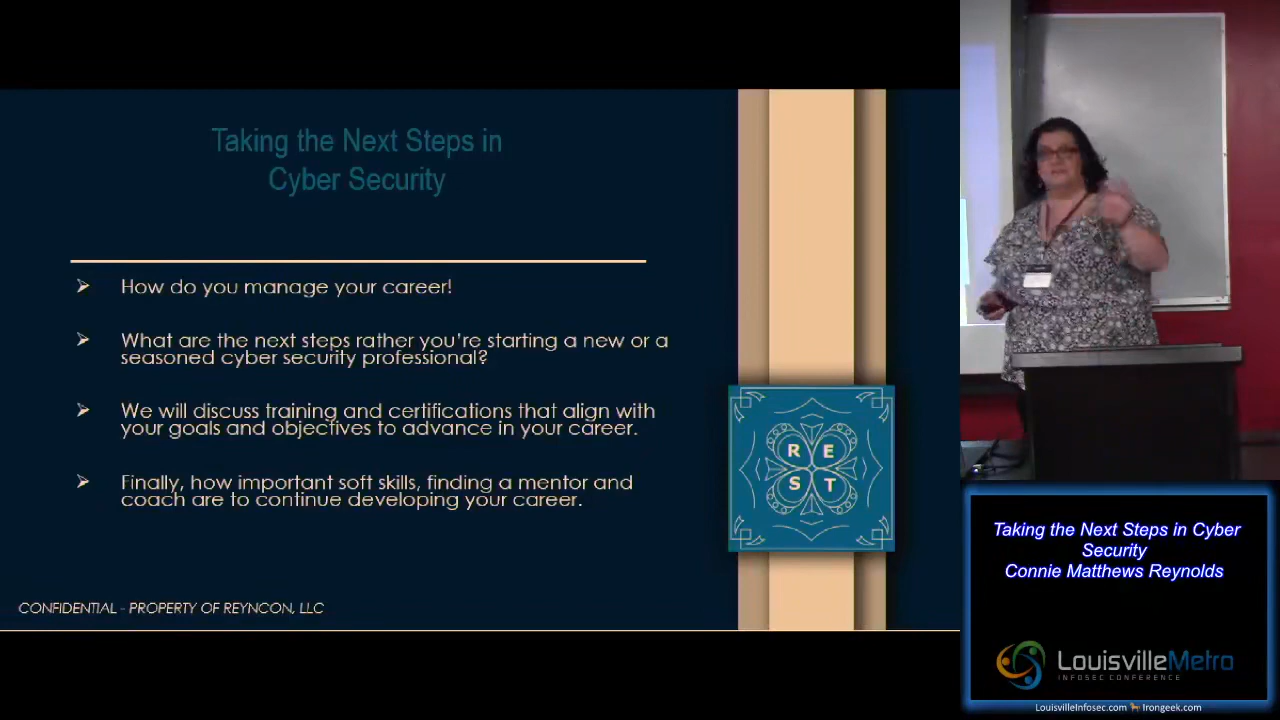 Taking the Next Steps in
Cyber Security
How do you manage your career!
What are the next steps rather you're starting a new or a
seasoned cyber security professional?
We will discuss training and certifications that align with
your goals and objectives to advance in your career.
Finally, how important soft skills, finding a mentor and
coach are to continue developing your career.
R E
S T
CONFIDENTIAL - PROPERTY OF REYNCON, LLC
Taking the Next Steps in Cyber
Security
Connie Matthews Reynolds
LouisvilleMetro
INFOSEC CONFERENCE
LouisvilleInfosec.com Irongeek.com